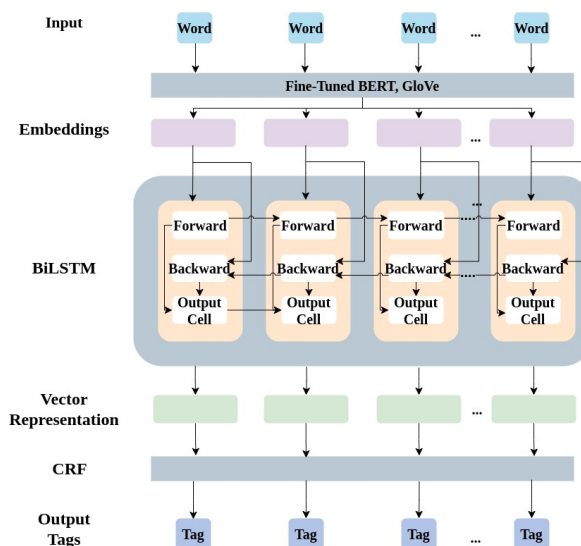 Input
Word Word Word ... Word
Fine-Tuned BERT, GloVe
Embeddings
...
...
BiLSTM
Forward Forward Forward .... Forward
Backward Backward Backward .... Backward
Output Output Output Output
Cell Cell Cell Cell
Vector
Representation
...
CRF
Output
Tags
Tag Tag Tag ... Tag